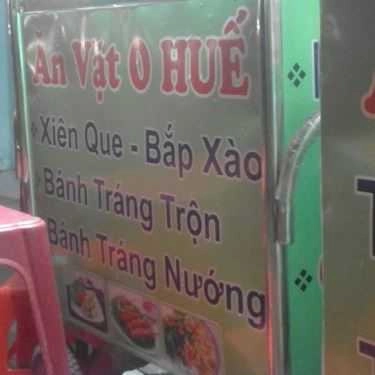 Ăn Vặt O HUẾ
Xiên Que - Bắp Xào
Bánh Tráng Trộn
Bánh Tráng Nướng